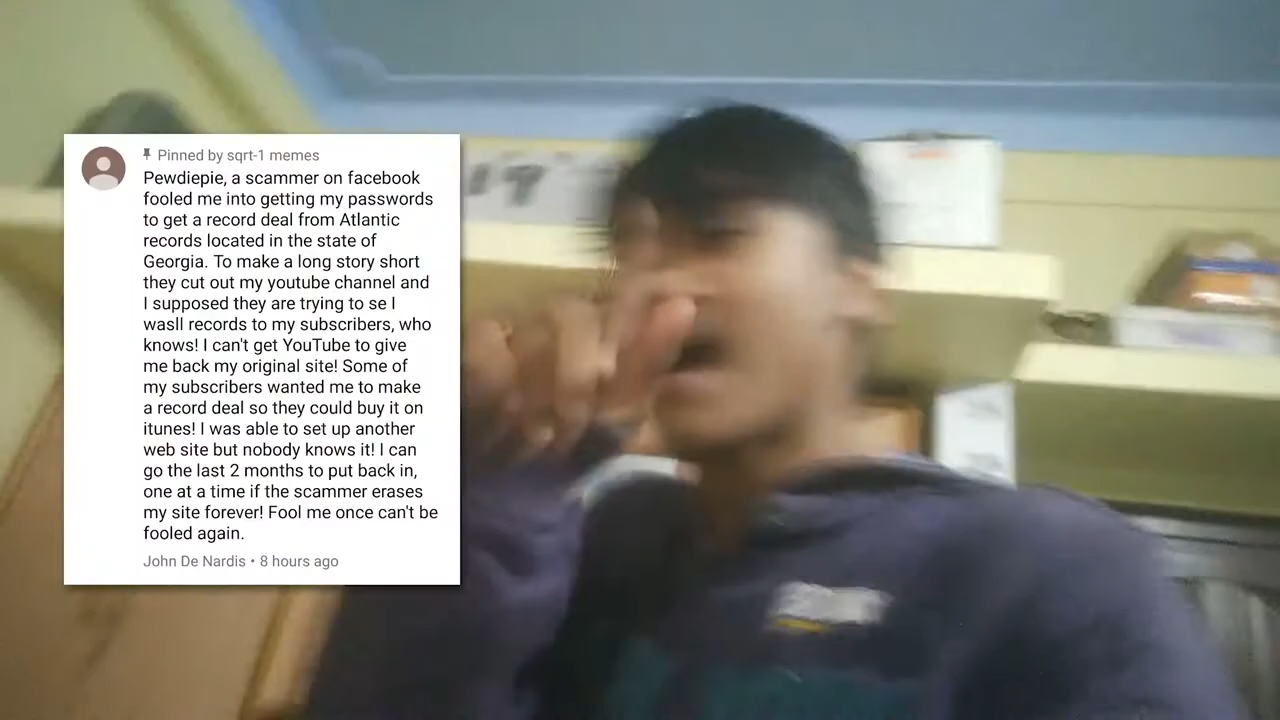 Pinned by sqrt-1 memes
Pewdiepie, a scammer on facebook
fooled me into getting my passwords
to get a record deal from Atlantic
records located in the state of
Georgia. To make a long story short
they cut out my youtube channel and
I supposed they are trying to se I
wasll records to my subscribers, who
knows! I can't get YouTube to give
me back my original site! Some of
my subscribers wanted me to make
a record deal so they could buy it on
itunes! I was able to set up another
web site but nobody knows it! I can
go the last 2 months to put back in,
one at a time if the scammer erases
my site forever! Fool me once can't be
fooled again.
John De Nardis • 8 hours ago